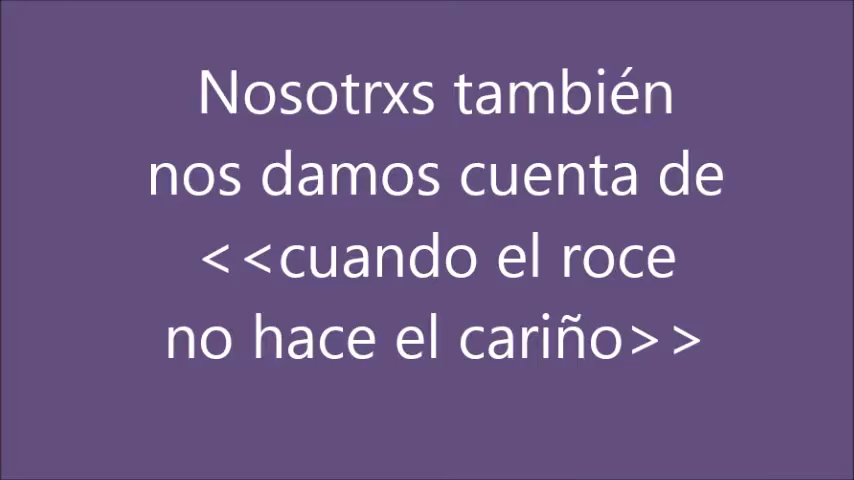 Nosotrxs también
nos damos cuenta de
<<cuando el roce
no hace el cariño>>